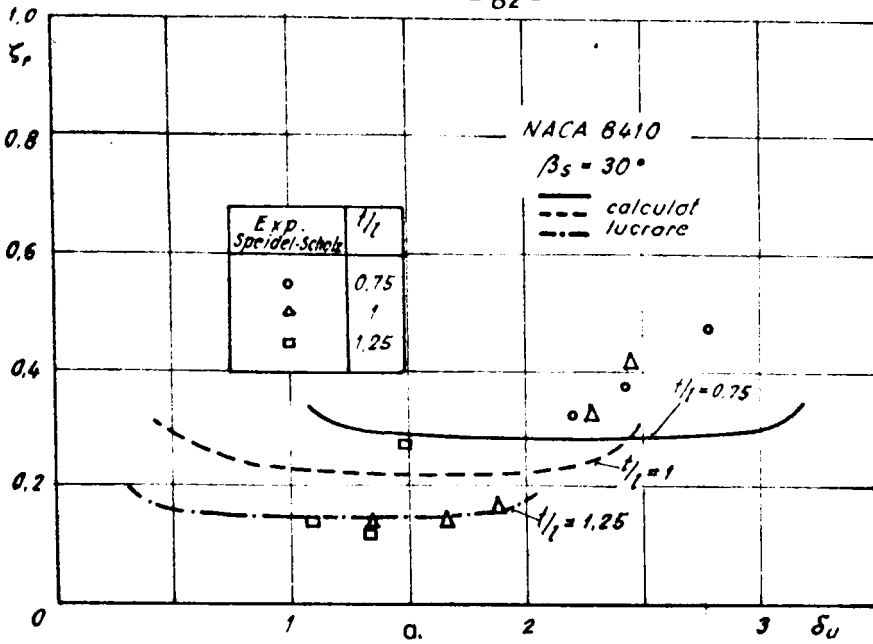 - 82 -
1,0
ζr
0,8
0,6
0,4
0,2
0
NACA 8410
βs = 30°
calculat
lucrare
Exp.
Speidel-Scholz
t/l
0,75
1
1,25
t/l = 0,75
t/l = 1
t/l = 1,25
1
a.
2
3
δu